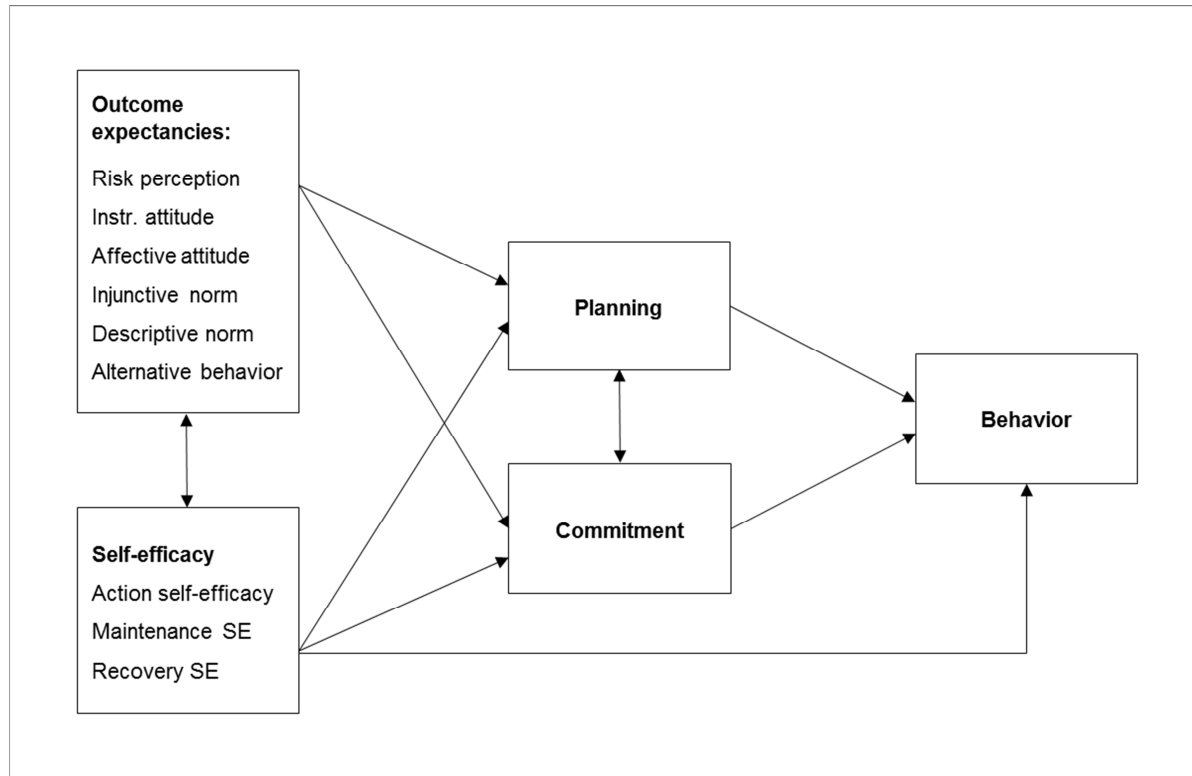 Outcome
expectancies:
Risk perception
Instr. attitude
Affective attitude
Injunctive norm
Descriptive norm
Alternative behavior
Self-efficacy
Action self-efficacy
Maintenance SE
Recovery SE
Planning
Commitment
Behavior